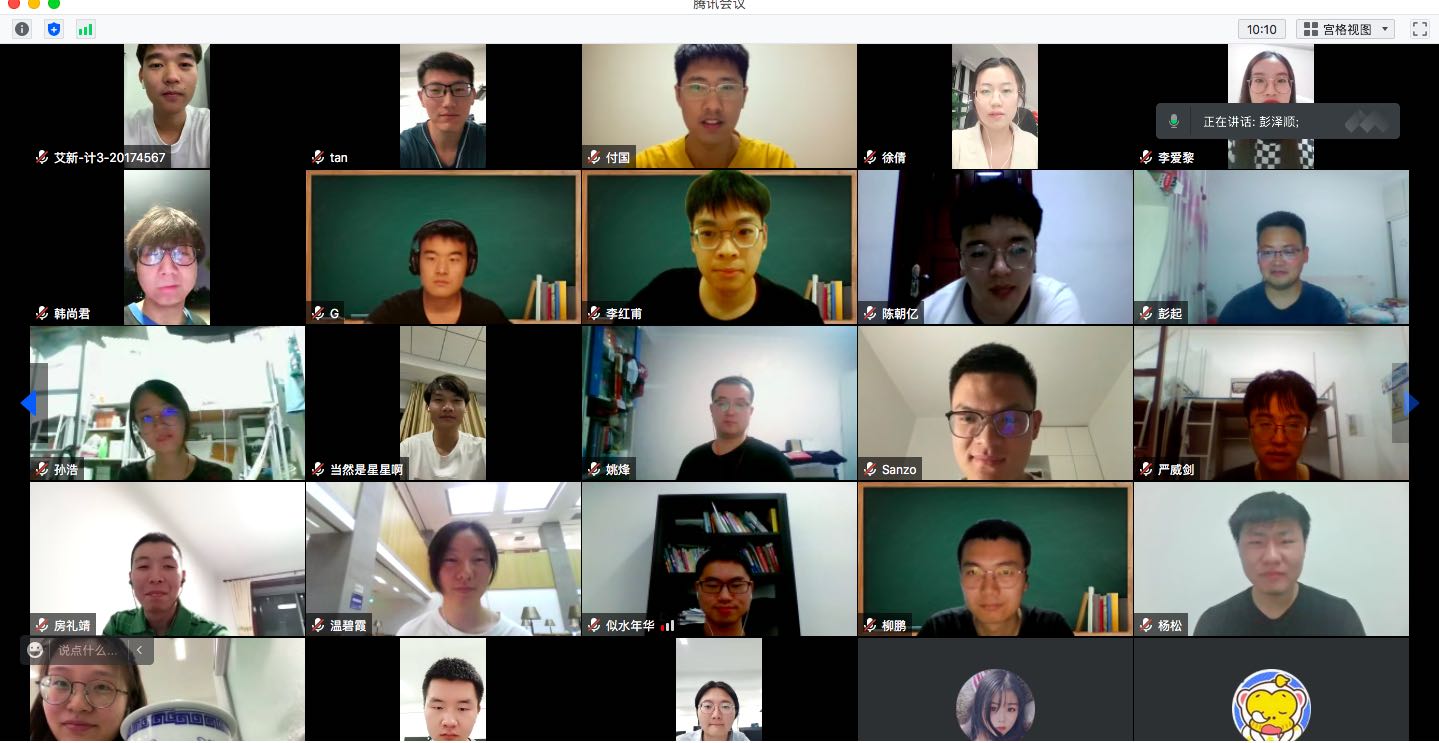 腾讯会议
10:10
宫格视图
正在讲话: 彭泽顺;
艾新-计3-20174567
tan
付国
徐倩
李爱黎
韩尚君
G
李红甫
陈朝亿
彭起
孙浩
当然是星星啊
姚烽
Sanzo
严威剑
房礼靖
温碧霞
似水年华
柳鹏
杨松
说点什么...